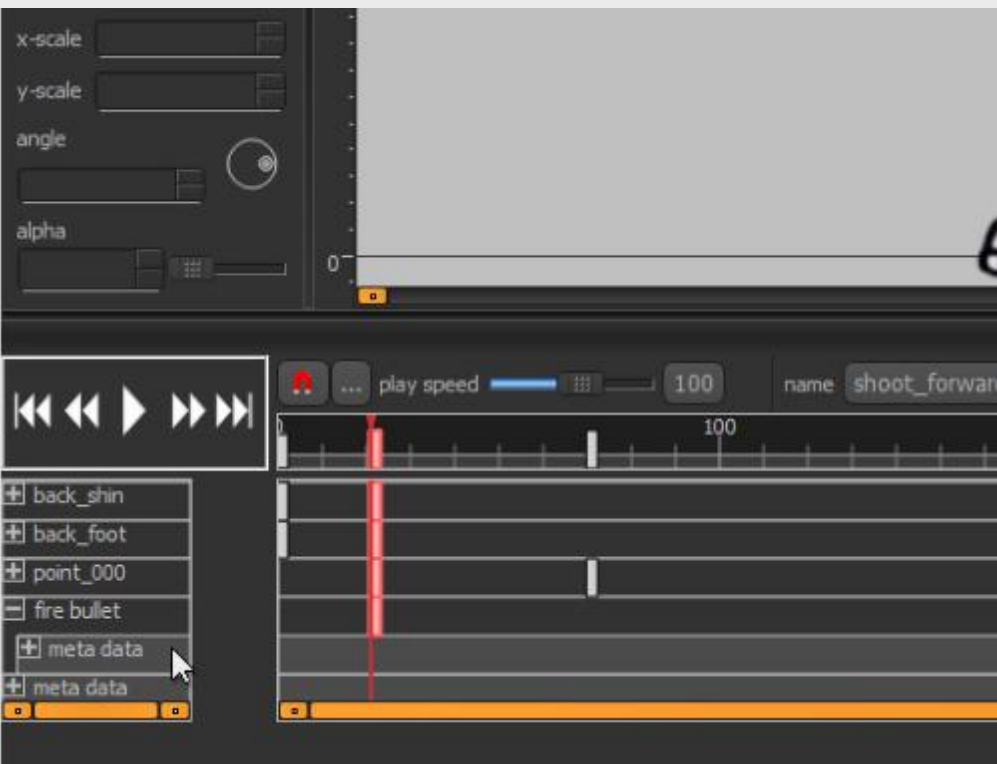 x-scale
y-scale
angle
alpha
0
... play speed 100 name shoot_forward
0 100
back_shin
back_foot
point_000
fire bullet
meta data
meta data